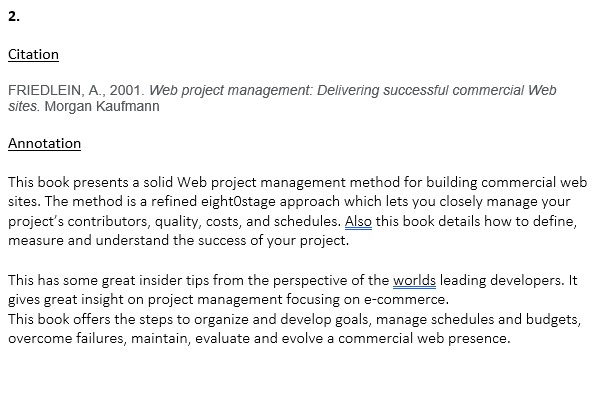 2.
Citation
FRIEDLEIN, A., 2001. Web project management: Delivering successful commercial Web
sites. Morgan Kaufmann
Annotation
This book presents a solid Web project management method for building commercial web
sites. The method is a refined eight0stage approach which lets you closely manage your
project’s contributors, quality, costs, and schedules. Also this book details how to define,
measure and understand the success of your project.
This has some great insider tips from the perspective of the worlds leading developers. It
gives great insight on project management focusing on e-commerce.
This book offers the steps to organize and develop goals, manage schedules and budgets,
overcome failures, maintain, evaluate and evolve a commercial web presence.